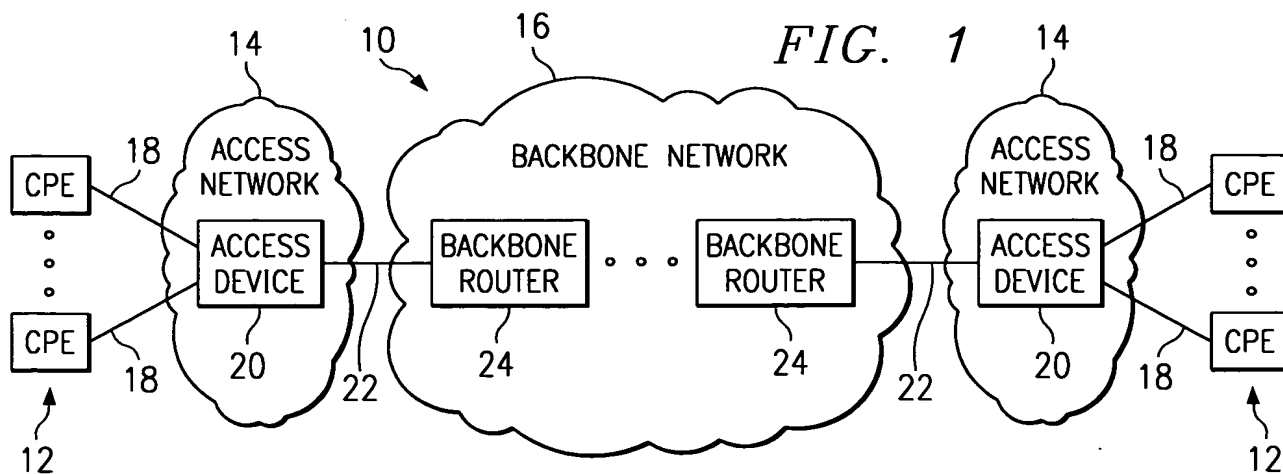 FIG. 1
14
10
16
14
18
ACCESS
NETWORK
BACKBONE NETWORK
ACCESS
NETWORK
18
CPE
CPE
ACCESS
DEVICE
BACKBONE
ROUTER
BACKBONE
ROUTER
ACCESS
DEVICE
CPE
CPE
18
20
22
24
24
22
20
18
12
12